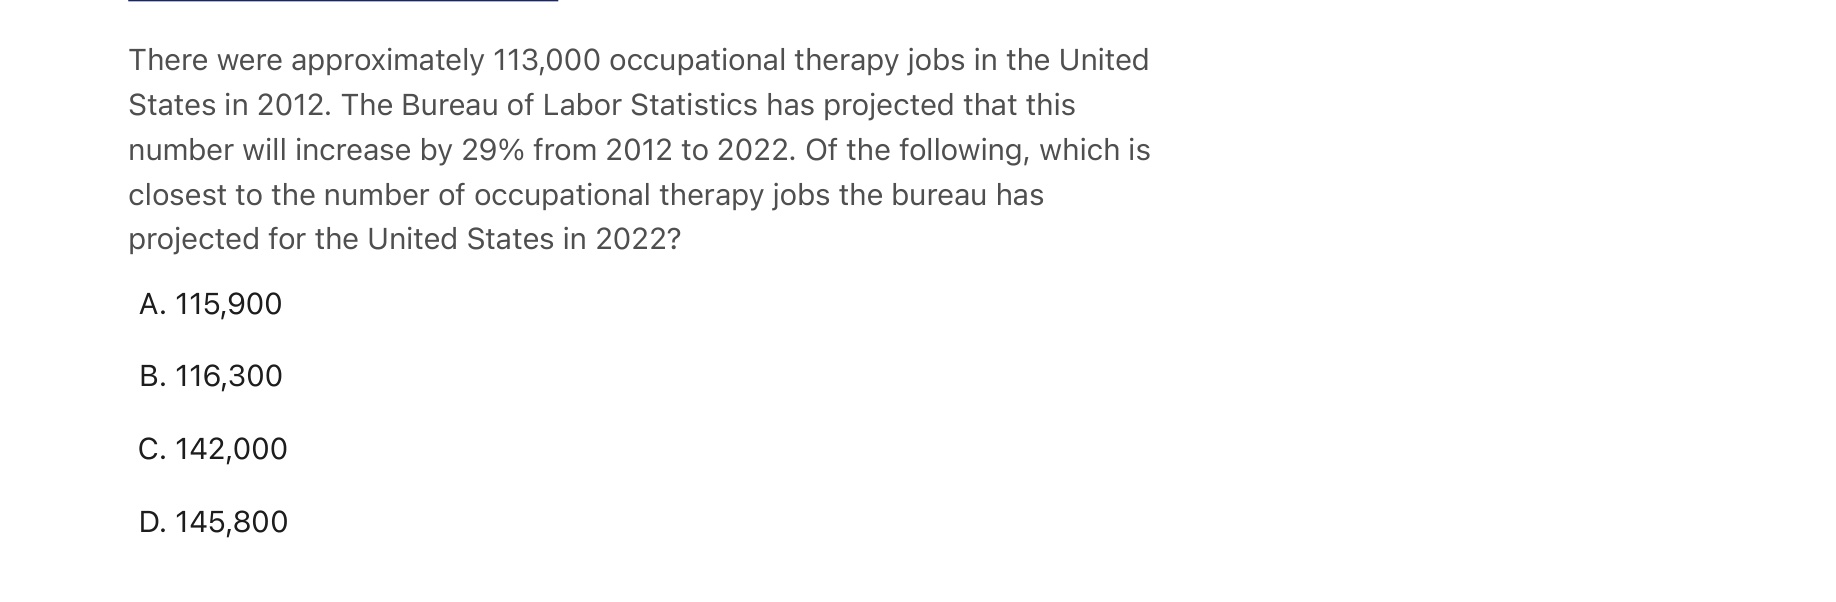 There were approximately 113,000 occupational therapy jobs in the United
States in 2012. The Bureau of Labor Statistics has projected that this
number will increase by 29% from 2012 to 2022. Of the following, which is
closest to the number of occupational therapy jobs the bureau has
projected for the United States in 2022?
A. 115,900
B. 116,300
C. 142,000
D. 145,800